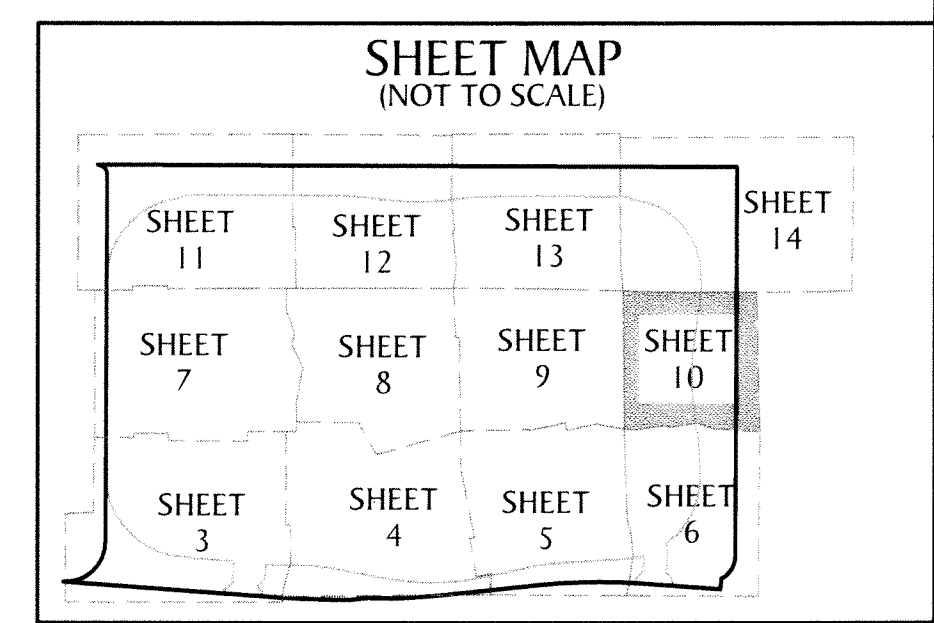 SHEET MAP
(NOT TO SCALE)
SHEET
11
SHEET
12
SHEET
13
SHEET
14
SHEET
7
SHEET
8
SHEET
9
SHEET
10
SHEET
3
SHEET
4
SHEET
5
SHEET
6